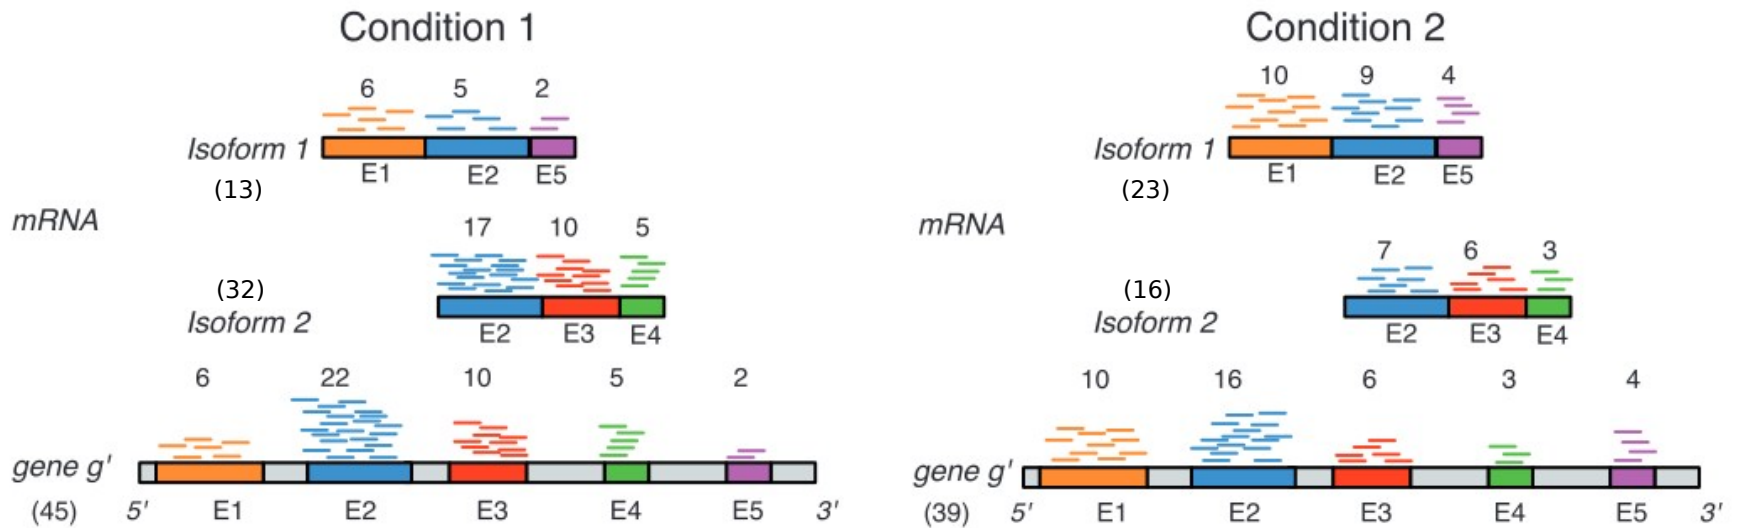 Condition 1
6 5 2
Isoform 1
E1 E2 E5
(13)
mRNA
17 10 5
(32)
Isoform 2
E2 E3 E4
6 22 10 5 2
gene g'
(45) 5' E1 E2 E3 E4 E5 3'
Condition 2
10 9 4
Isoform 1
E1 E2 E5
(23)
mRNA
7 6 3
(16)
Isoform 2
E2 E3 E4
10 16 6 3 4
gene g'
(39) 5' E1 E2 E3 E4 E5 3'